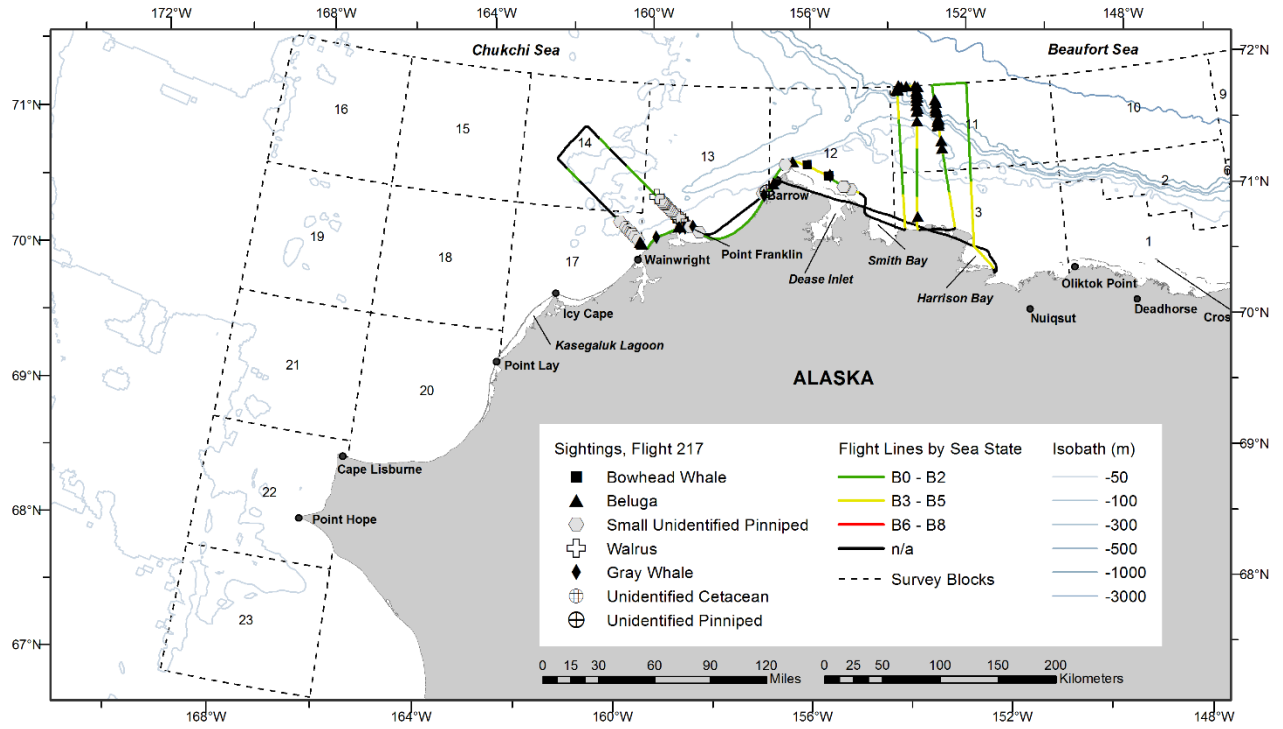 172°W
168°W
164°W
160°W
156°W
152°W
148°W
Chukchi Sea
Beaufort Sea
72°N
71°N
71°N
70°N
70°N
69°N
69°N
68°N
68°N
67°N
16
15
14
13
12
11
10
9
2
6
3
1
19
18
17
21
20
22
23
Barrow
Point Franklin
Wainwright
Dease Inlet
Smith Bay
Harrison Bay
Oliktok Point
Deadhorse
Nuiqsut
Cros
Icy Cape
Kasegaluk Lagoon
Point Lay
Cape Lisburne
Point Hope
ALASKA
Sightings, Flight 217
Bowhead Whale
Beluga
Small Unidentified Pinniped
Walrus
Gray Whale
Unidentified Cetacean
Unidentified Pinniped
Flight Lines by Sea State
B0 - B2
B3 - B5
B6 - B8
n/a
Survey Blocks
Isobath (m)
-50
-100
-300
-500
-1000
-3000
0 15 30 60 90 120
Miles
0 25 50 100 150 200
Kilometers
168°W
164°W
160°W
156°W
152°W
148°W